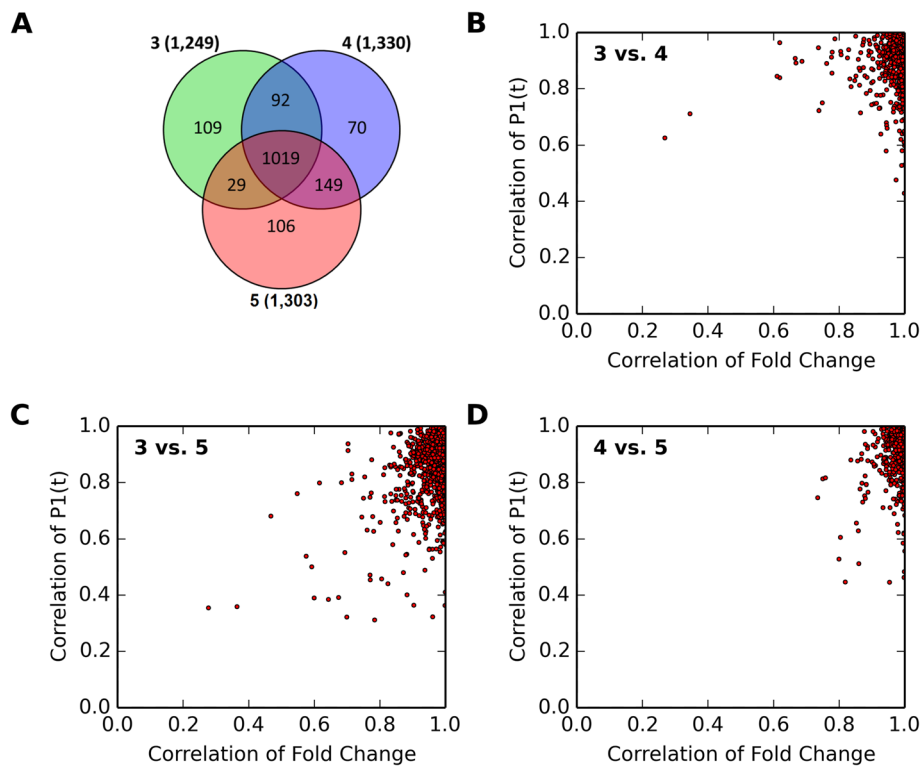 A
3 (1,249)
4 (1,330)
92
109
70
1019
29
149
106
5 (1,303)
B
3 vs. 4
Correlation of P1(t)
1.0
0.8
0.6
0.4
0.2
0.0
0.0 0.2 0.4 0.6 0.8 1.0
Correlation of Fold Change
C
3 vs. 5
Correlation of P1(t)
1.0
0.8
0.6
0.4
0.2
0.0
0.0 0.2 0.4 0.6 0.8 1.0
Correlation of Fold Change
D
4 vs. 5
Correlation of P1(t)
1.0
0.8
0.6
0.4
0.2
0.0
0.0 0.2 0.4 0.6 0.8 1.0
Correlation of Fold Change